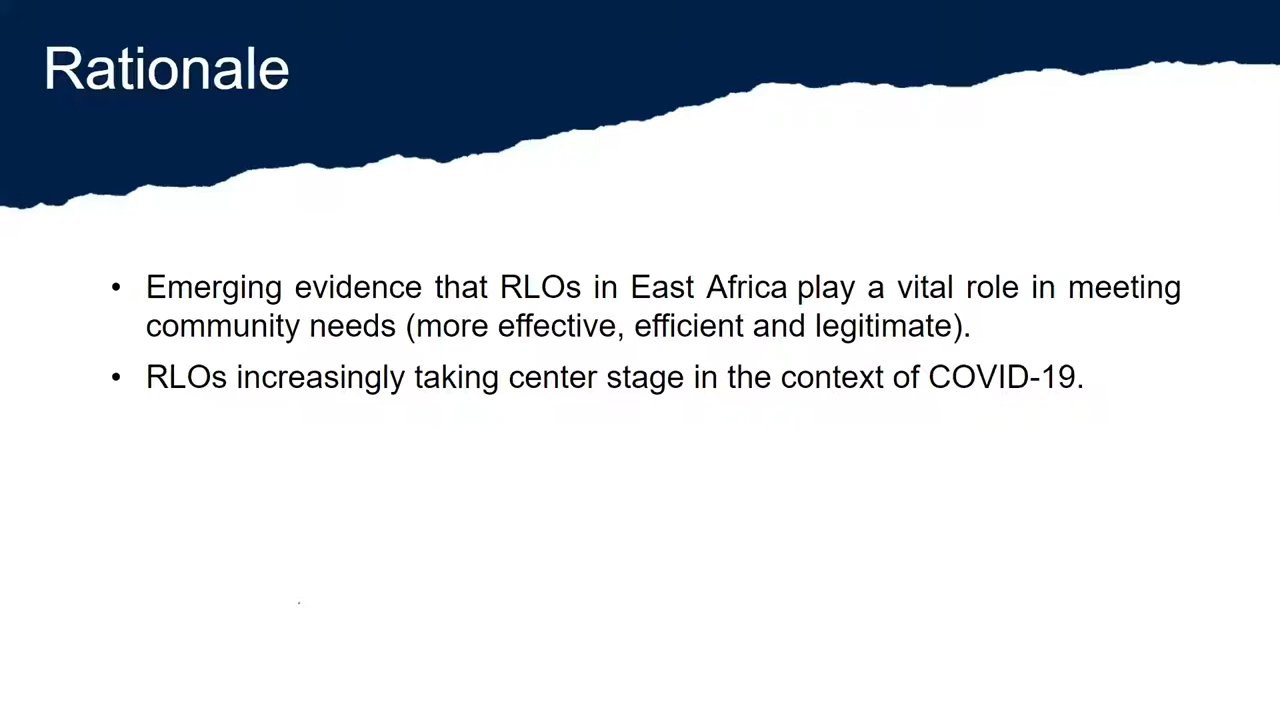 Rationale
• Emerging evidence that RLOs in East Africa play a vital role in meeting
community needs (more effective, efficient and legitimate).
• RLOs increasingly taking center stage in the context of COVID-19.